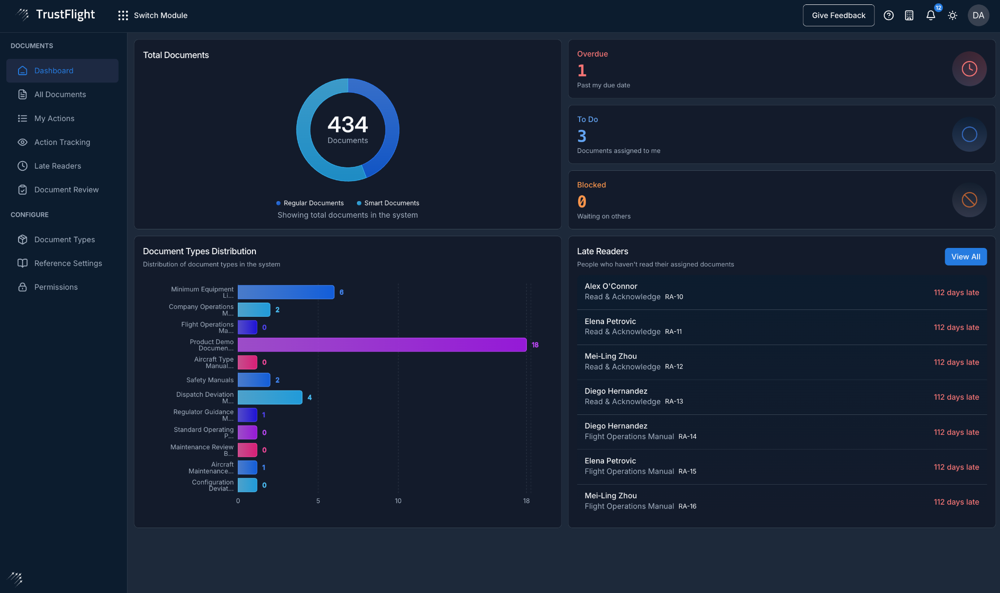 TrustFlight
Switch Module
Give Feedback
12
DA
DOCUMENTS
Dashboard
All Documents
My Actions
Action Tracking
Late Readers
Document Review
CONFIGURE
Document Types
Reference Settings
Permissions
Total Documents
434
Documents
Regular Documents
Smart Documents
Showing total documents in the system
Overdue
1
Past my due date
To Do
3
Documents assigned to me
Blocked
0
Waiting on others
Document Types Distribution
Distribution of document types in the system
Minimum Equipment
Li...
6
Company Operations
M...
2
Flight Operations
Ma...
0
Product Demo
Documen...
18
Aircraft Type
Manual...
0
Safety Manuals
2
Dispatch Deviation
M...
4
Regulator Guidance
M...
1
Standard Operating
P...
0
Maintenance Review
B...
0
Aircraft
Maintenance...
1
Configuration
Deviat...
0
0 5 10 18
Late Readers
People who haven't read their assigned documents
View All
Alex O'Connor
Read & Acknowledge RA-10
112 days late
Elena Petrovic
Read & Acknowledge RA-11
112 days late
Mei-Ling Zhou
Read & Acknowledge RA-12
112 days late
Diego Hernandez
Read & Acknowledge RA-13
112 days late
Diego Hernandez
Flight Operations Manual RA-14
112 days late
Elena Petrovic
Flight Operations Manual RA-15
112 days late
Mei-Ling Zhou
Flight Operations Manual RA-16
112 days late